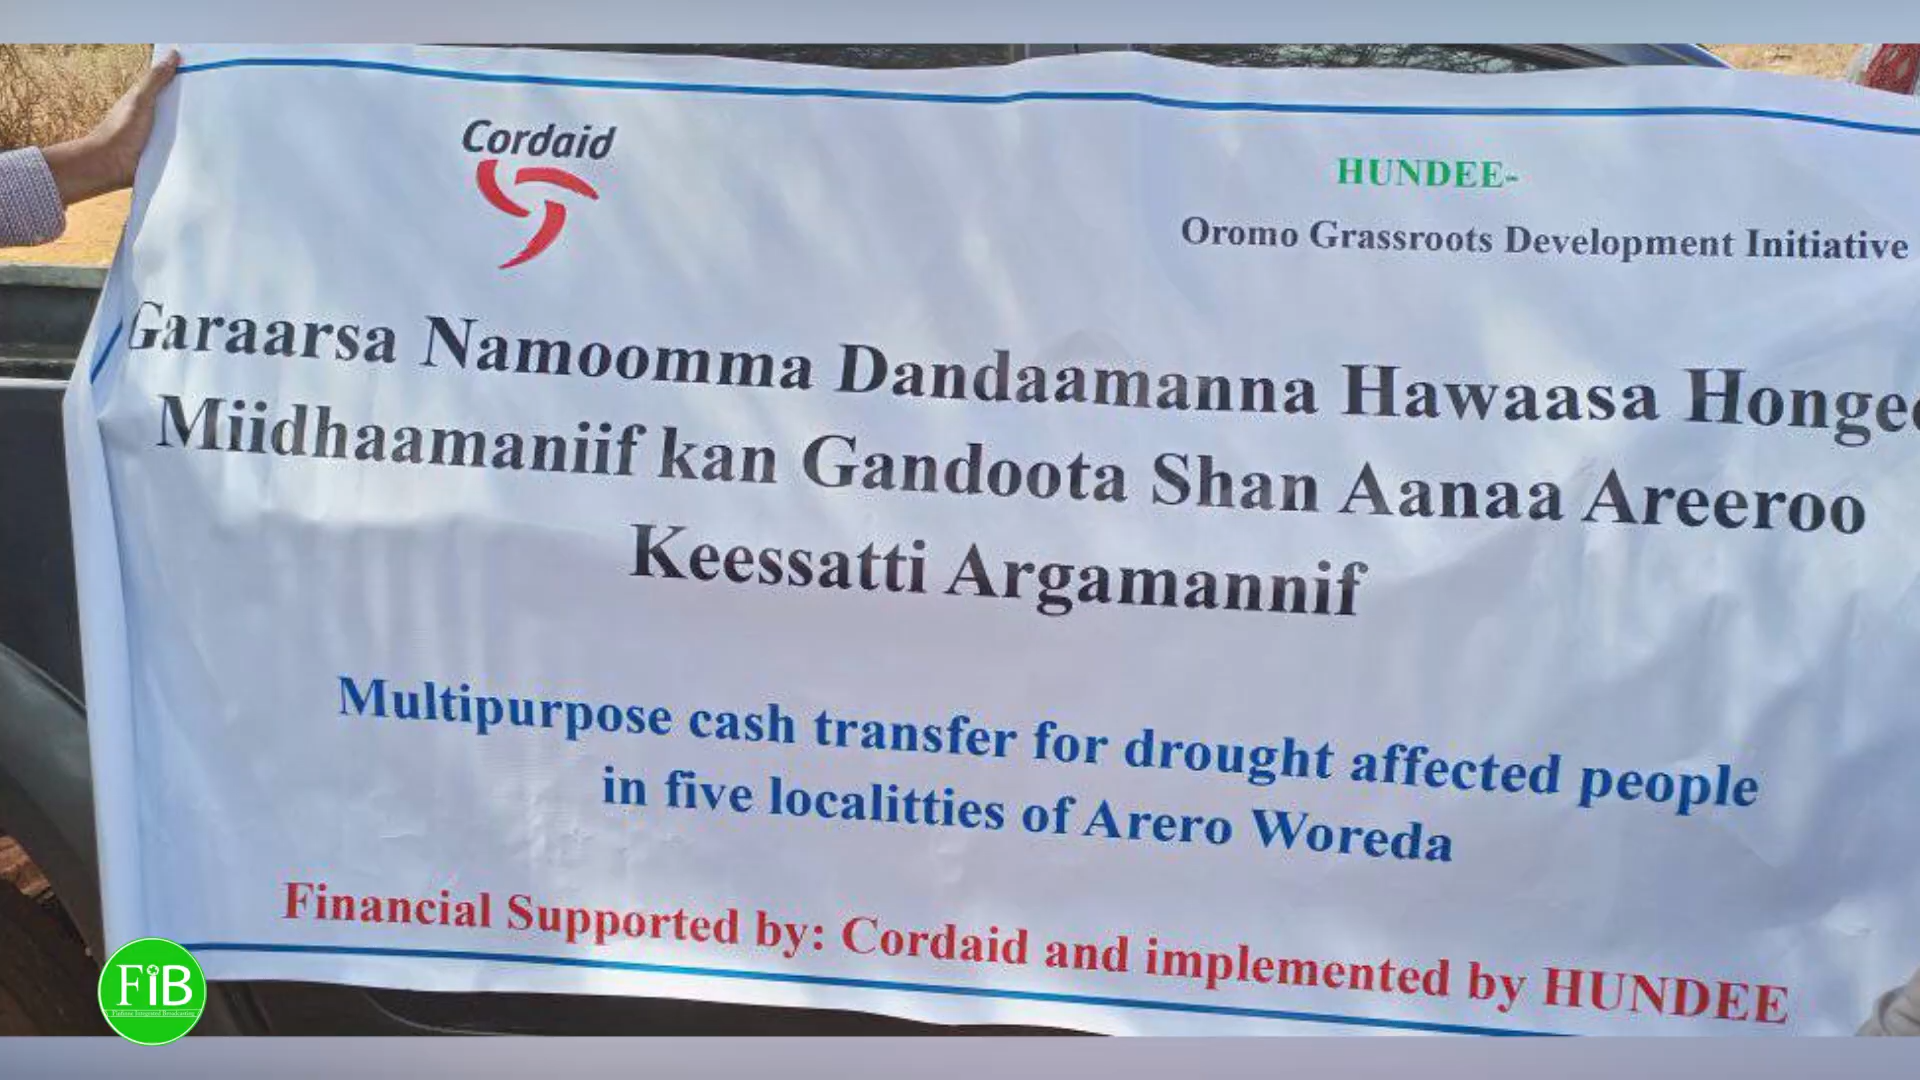 Cordaid
HUNDEE-
Oromo Grassroots Development Initiative
Garaarsa Namoomma Dandaamanna Hawaasa
Miidhaamaniif kan Gandoota Shan Aanaa Areeroo
Keessatti Argamannif
Multipurpose cash transfer for drought affected people
in five localitties of Arero Woreda
Financial Supported by: Cordaid and implemented by HUNDEE
FiB